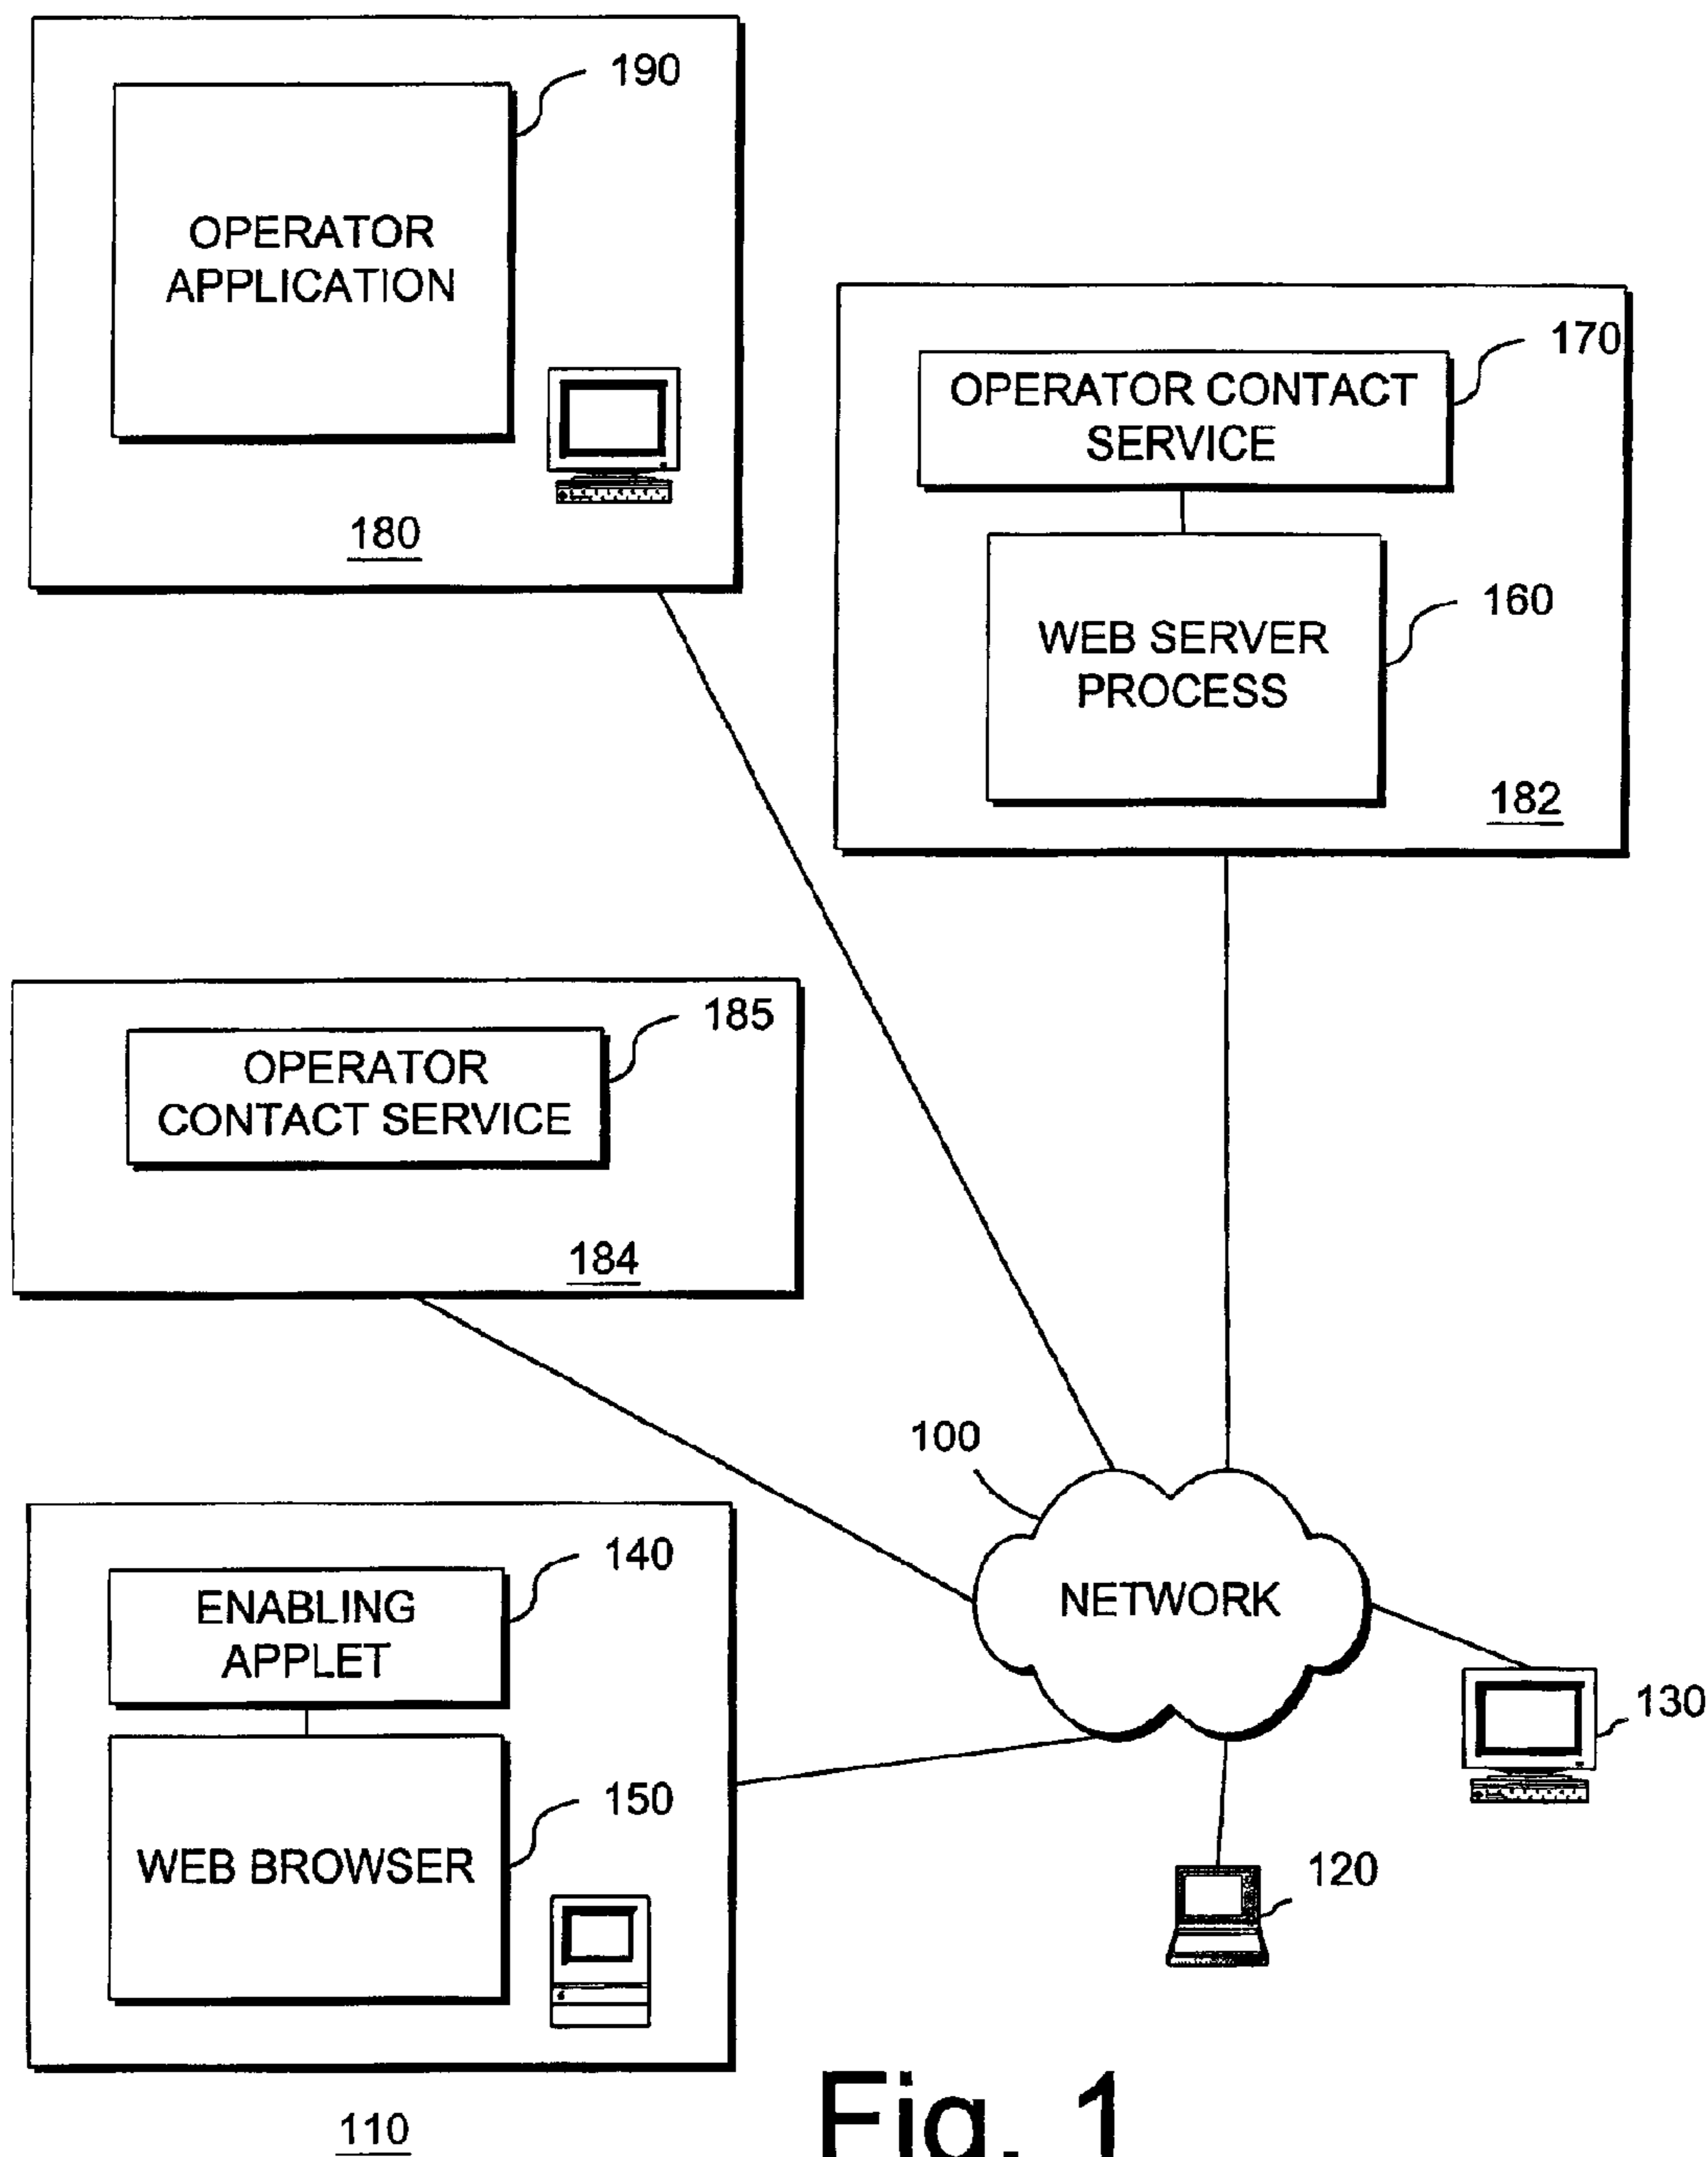 190
OPERATOR
APPLICATION
180
170
OPERATOR CONTACT
SERVICE
160
WEB SERVER
PROCESS
182
185
OPERATOR
CONTACT SERVICE
184
100
NETWORK
140
ENABLING
APPLET
150
WEB BROWSER
130
120
110
Fig. 1